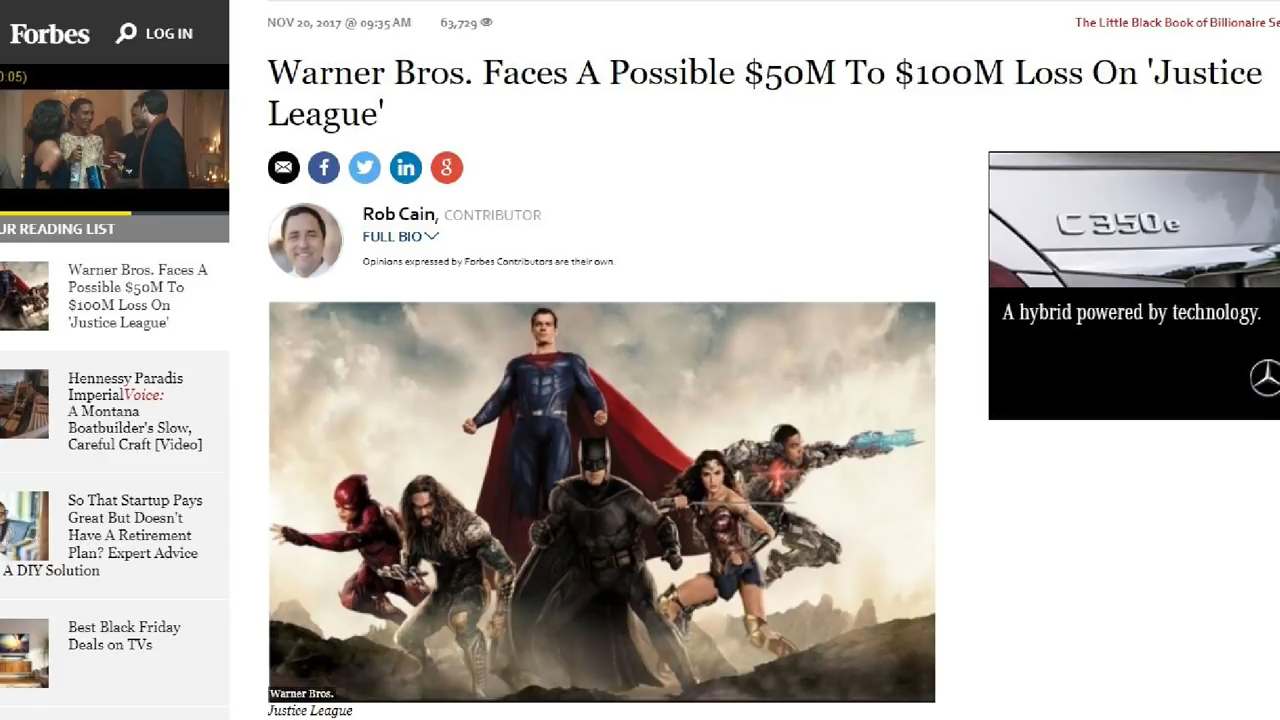 Forbes
LOG IN
0:05)
UR READING LIST
Warner Bros. Faces A
Possible $50M To
$100M Loss On
'Justice League'
Hennessy Paradis
ImperialVoice:
A Montana
Boatbuilder's Slow,
Careful Craft [Video]
So That Startup Pays
Great But Doesn't
Have A Retirement
Plan? Expert Advice
A DIY Solution
Best Black Friday
Deals on TVs
NOV 20, 2017 @ 09:35 AM 63,729
The Little Black Book of Billionaire Se
Warner Bros. Faces A Possible $50M To $100M Loss On 'Justice
League'
f
in
g
Rob Cain, CONTRIBUTOR
FULL BIO
Opinions expressed by Forbes Contributors are their own.
Warner Bros.
Justice League
C 350e
A hybrid powered by technology.